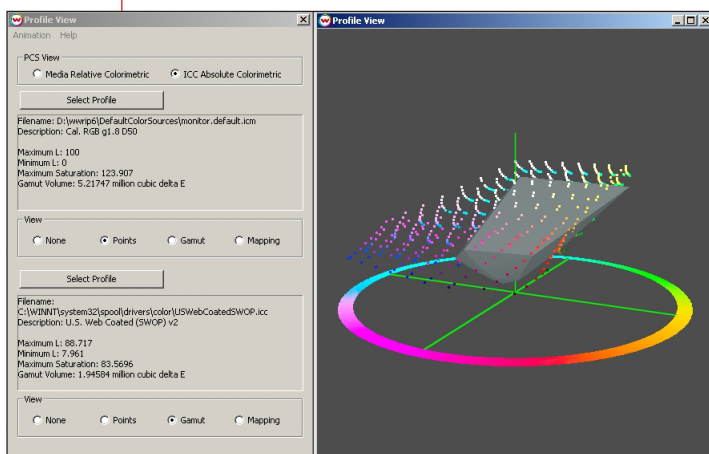 Profile View
Animation Help
PCS View
Media Relative Colorimetric
ICC Absolute Colorimetric
Select Profile
Filename: D:\wwrip6\DefaultColorSources\monitor.default.icm
Description: Cal. RGB g1.8 D50
Maximum L: 100
Minimum L: 0
Maximum Saturation: 123.907
Gamut Volume: 5.21747 million cubic delta E
View
None
Points
Gamut
Mapping
Select Profile
Filename:
C:\WINNT\system32\spool\drivers\color\USWebCoatedSWOP.icc
Description: U.S. Web Coated (SWOP) v2
Maximum L: 88.717
Minimum L: 7.961
Maximum Saturation: 83.5696
Gamut Volume: 1.94584 million cubic delta E
View
None
Points
Gamut
Mapping
Profile View